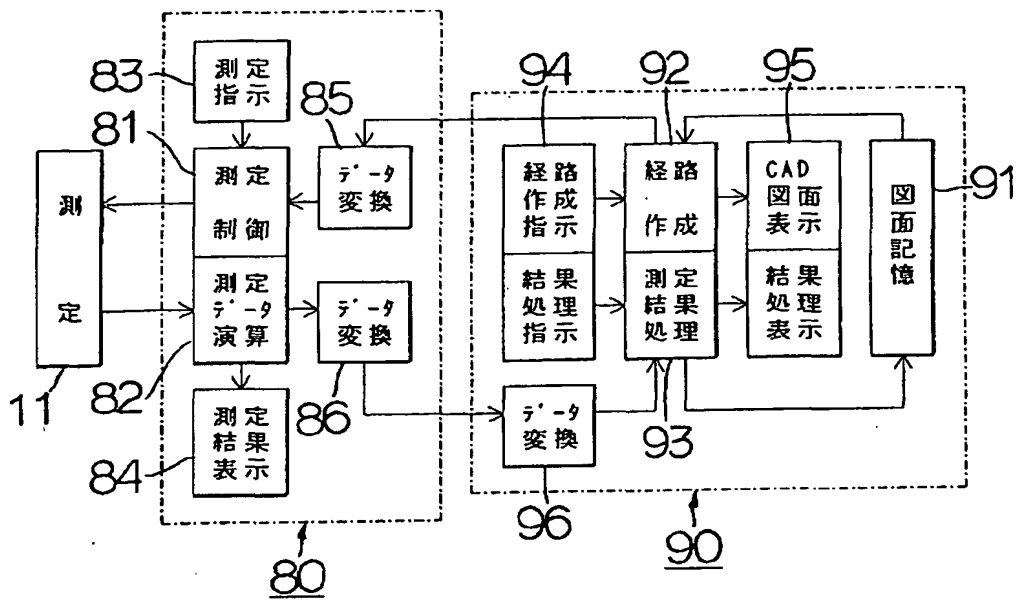 83
測定
指示
81
測定
制御
85
データ
変換
測
定
11
測定
データ
演算
82
データ
変換
86
測定
結果
表示
84
80
94
経路
作成
指示
結果
処理
指示
92
経路
作成
測定
結果
処理
93
95
CAD
図面
表示
結果
処理
表示
図
面
記
憶
91
データ
変換
96
90